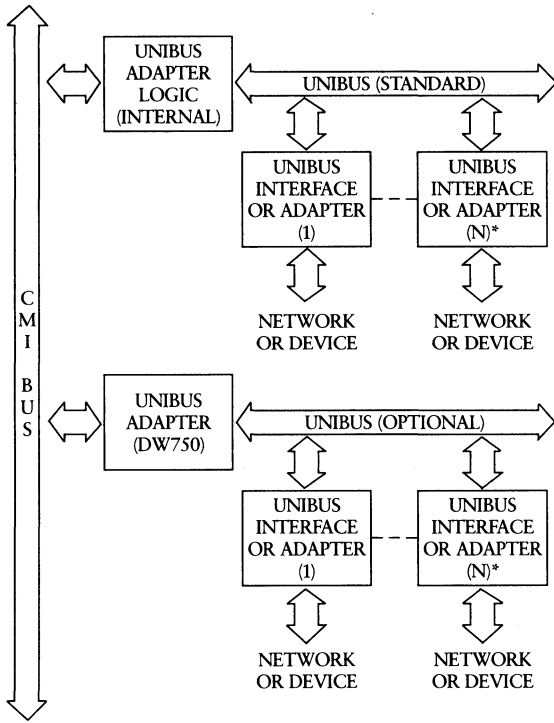 UNIBUS
ADAPTER
LOGIC
(INTERNAL)
UNIBUS (STANDARD)
UNIBUS
INTERFACE
OR ADAPTER
(1)
UNIBUS
INTERFACE
OR ADAPTER
(N)*
NETWORK
OR DEVICE
NETWORK
OR DEVICE
CMI BUS
UNIBUS
ADAPTER
(DW750)
UNIBUS (OPTIONAL)
UNIBUS
INTERFACE
OR ADAPTER
(1)
UNIBUS
INTERFACE
OR ADAPTER
(N)*
NETWORK
OR DEVICE
NETWORK
OR DEVICE